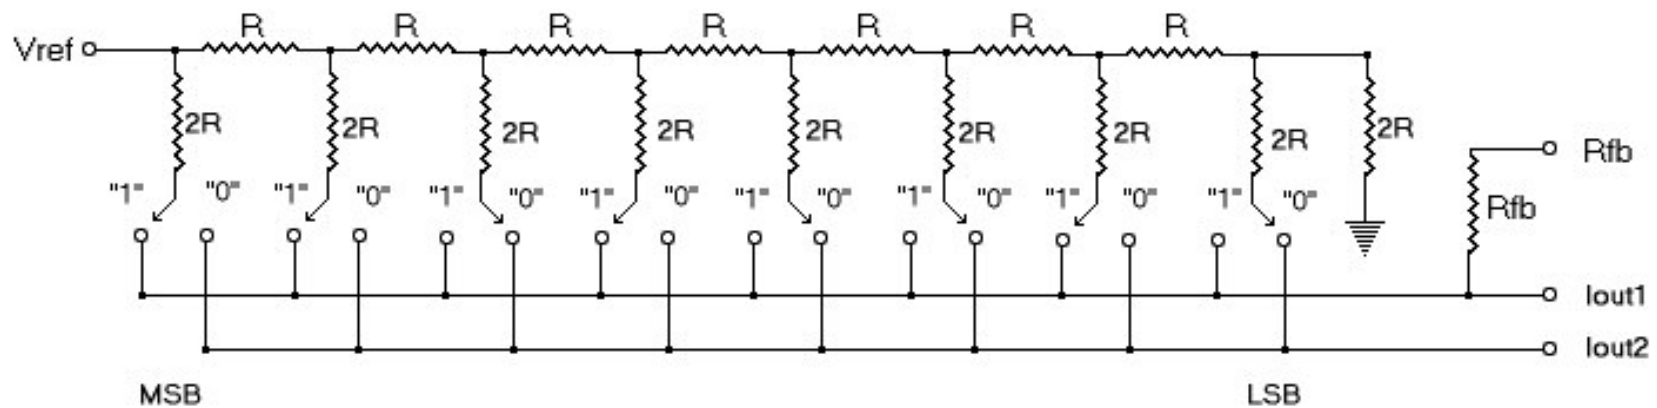 R R R R R R R
Vref
2R 2R 2R 2R 2R 2R 2R 2R 2R
Rfb
"1" "0" "1" "0" "1" "0" "1" "0" "1" "0" "1" "0" "1" "0" "1" "0"
Rfb
Iout1
Iout2
MSB LSB